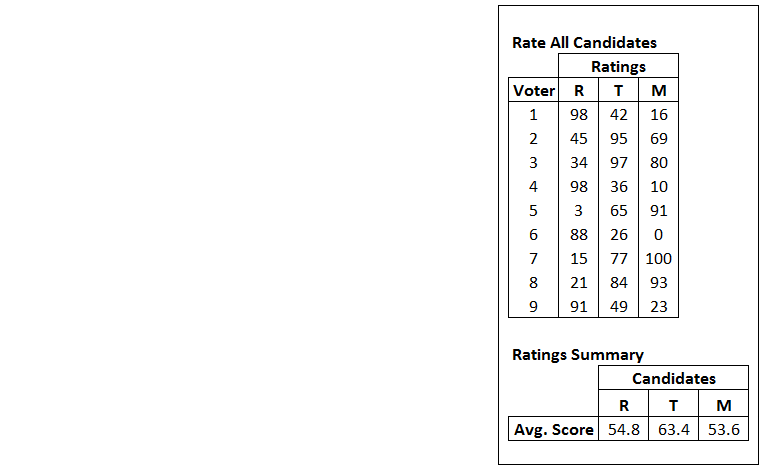 Rate All Candidates
Ratings
Voter R T M
1 98 42 16
2 45 95 69
3 34 97 80
4 98 36 10
5 3 65 91
6 88 26 0
7 15 77 100
8 21 84 93
9 91 49 23
Ratings Summary
Candidates
R T M
Avg. Score 54.8 63.4 53.6